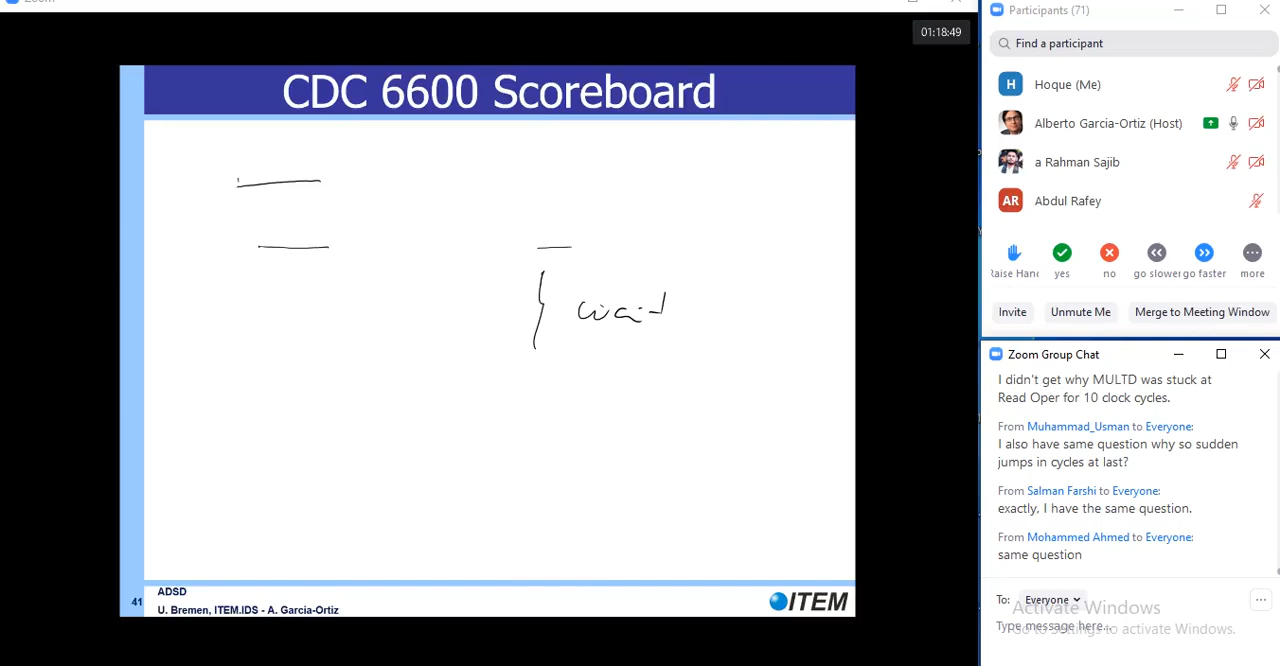 Zoom
01:18:49
CDC 6600 Scoreboard
wait
41
ADSD
U. Bremen, ITEM.IDS - A. Garcia-Ortiz
ITEM
Participants (71)
Find a participant
H Hoque (Me)
Alberto Garcia-Ortiz (Host)
a Rahman Sajib
AR Abdul Rafey
Raise Hand yes no go slower go faster more
Invite Unmute Me Merge to Meeting Window
Zoom Group Chat
I didn't get why MULTD was stuck at
Read Oper for 10 clock cycles.
From Muhammad_Usman to Everyone:
I also have same question why so sudden
jumps in cycles at last?
From Salman Farshi to Everyone:
exactly, I have the same question.
From Mohammed Ahmed to Everyone:
same question
To: Everyone
Activate Windows
Type message here...
Go to Settings to activate Windows.